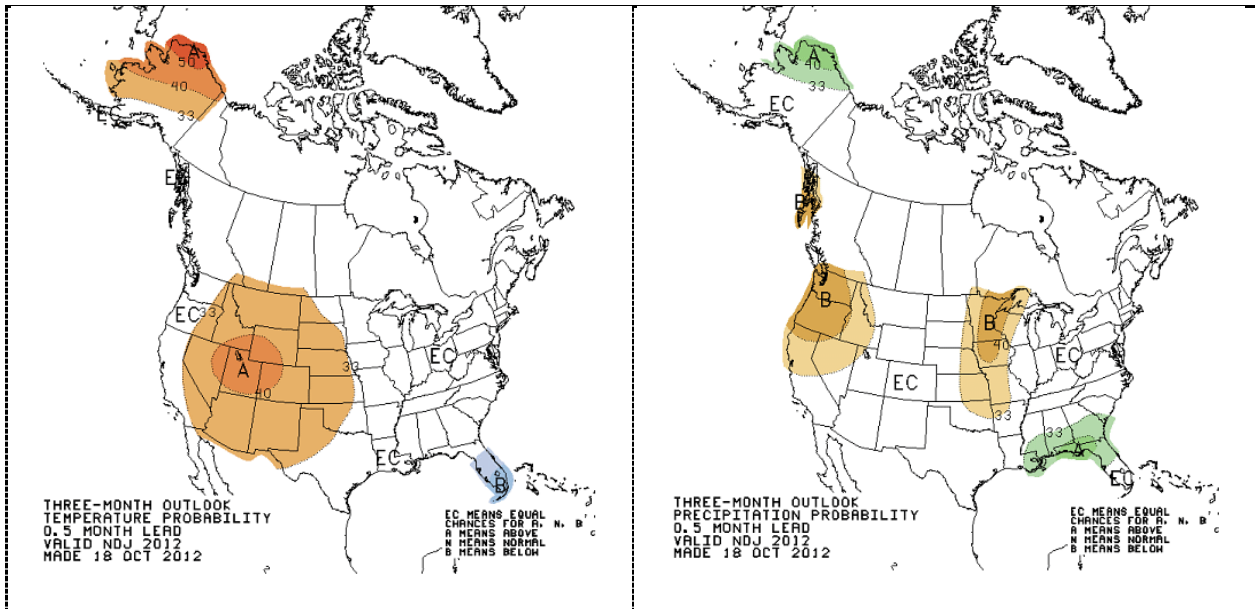 A
50
40
33
EC
EC
EC
33
A
40
33
EC
EC
B
THREE-MONTH OUTLOOK
TEMPERATURE PROBABILITY
0.5 MONTH LEAD
VALID NDJ 2012
MADE 18 OCT 2012
EC MEANS EQUAL
CHANCES FOR A, N, B
A MEANS ABOVE
N MEANS NORMAL
B MEANS BELOW
A
40
33
EC
B
B
B
40
EC
EC
33
33
A
EC
THREE-MONTH OUTLOOK
PRECIPITATION PROBABILITY
0.5 MONTH LEAD
VALID NDJ 2012
MADE 18 OCT 2012
EC MEANS EQUAL
CHANCES FOR A, N, B
A MEANS ABOVE
N MEANS NORMAL
B MEANS BELOW